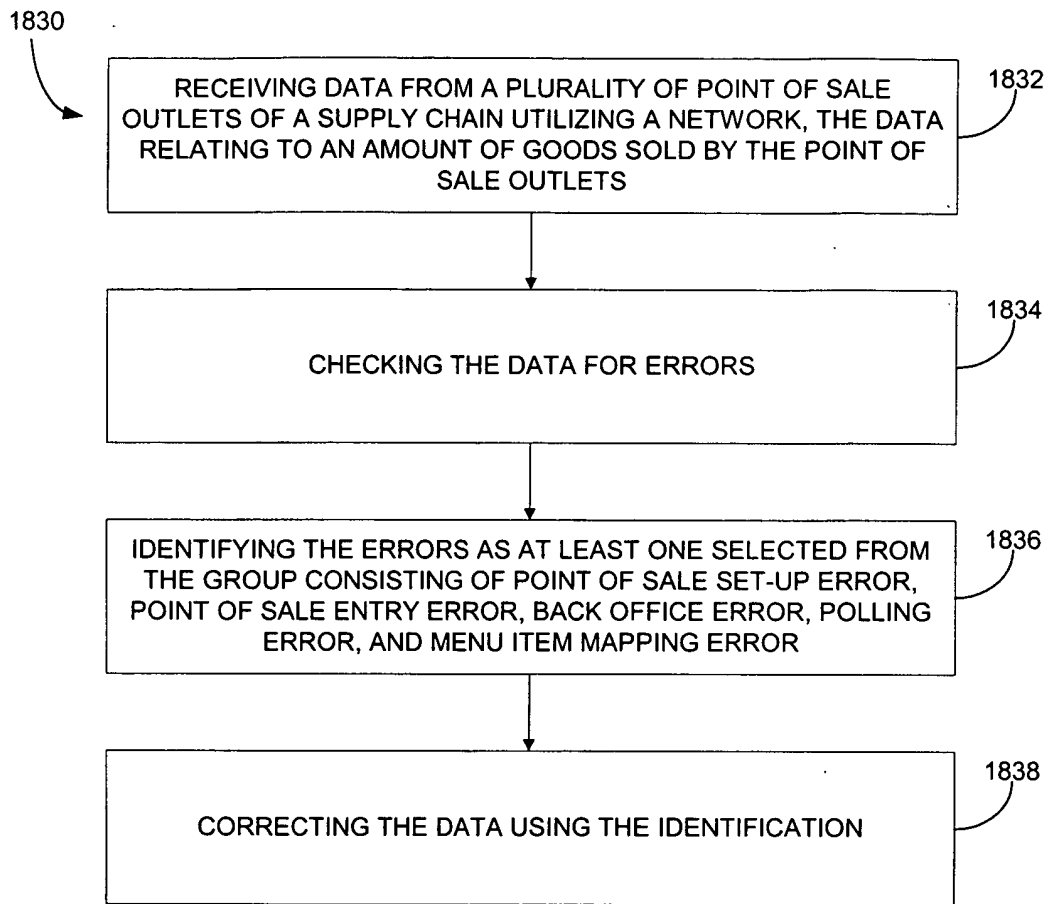 1830
RECEIVING DATA FROM A PLURALITY OF POINT OF SALE
OUTLETS OF A SUPPLY CHAIN UTILIZING A NETWORK, THE DATA
RELATING TO AN AMOUNT OF GOODS SOLD BY THE POINT OF
SALE OUTLETS
1832
CHECKING THE DATA FOR ERRORS
1834
IDENTIFYING THE ERRORS AS AT LEAST ONE SELECTED FROM
THE GROUP CONSISTING OF POINT OF SALE SET-UP ERROR,
POINT OF SALE ENTRY ERROR, BACK OFFICE ERROR, POLLING
ERROR, AND MENU ITEM MAPPING ERROR
1836
CORRECTING THE DATA USING THE IDENTIFICATION
1838